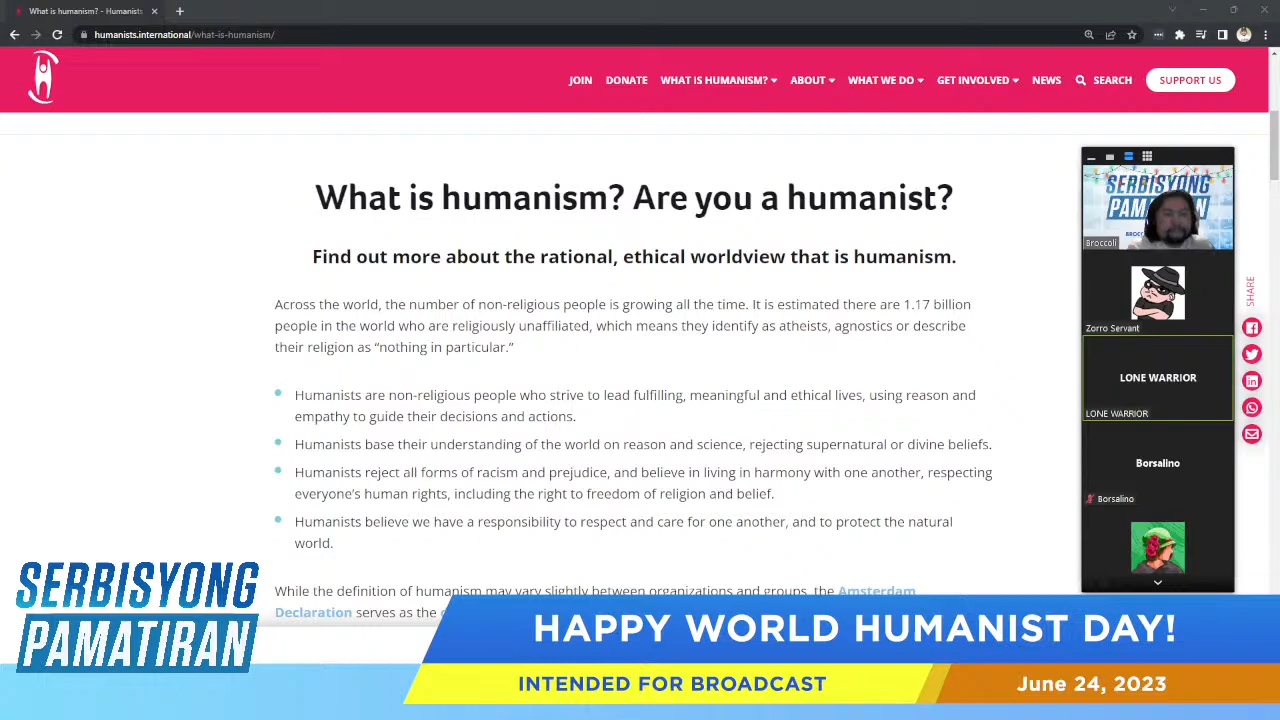 What is humanism? - Humanists
humanists.international/what-is-humanism/
JOIN DONATE WHAT IS HUMANISM? ABOUT WHAT WE DO GET INVOLVED NEWS SEARCH SUPPORT US
What is humanism? Are you a humanist?
Find out more about the rational, ethical worldview that is humanism.
Across the world, the number of non-religious people is growing all the time. It is estimated there are 1.17 billion
people in the world who are religiously unaffiliated, which means they identify as atheists, agnostics or describe
their religion as “nothing in particular.”
Humanists are non-religious people who strive to lead fulfilling, meaningful and ethical lives, using reason and
empathy to guide their decisions and actions.
Humanists base their understanding of the world on reason and science, rejecting supernatural or divine beliefs.
Humanists reject all forms of racism and prejudice, and believe in living in harmony with one another, respecting
everyone’s human rights, including the right to freedom of religion and belief.
Humanists believe we have a responsibility to respect and care for one another, and to protect the natural
world.
While the definition of humanism may vary slightly between organizations and groups, the Amsterdam
Declaration serves as the
SERBISYONG
PAMATIRAN
Broccoli
Zorro Servant
LONE WARRIOR
LONE WARRIOR
Borsalino
Borsalino
SHARE
SERBISYONG
PAMATIRAN
HAPPY WORLD HUMANIST DAY!
INTENDED FOR BROADCAST
June 24, 2023